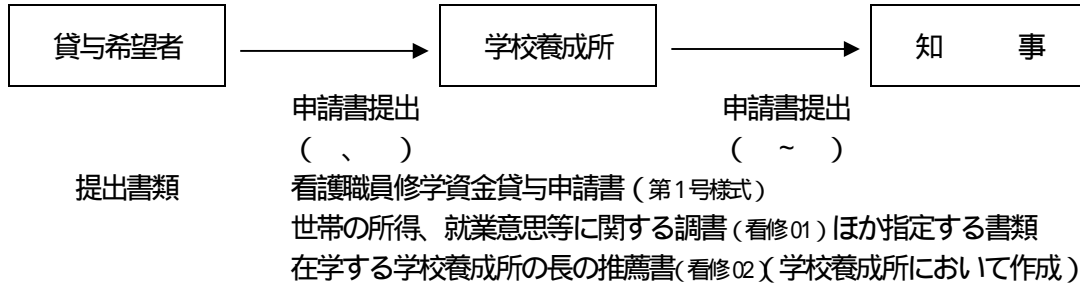 貸与希望者 学校養成所 知 事
申請書提出 申請書提出
( 、 ) ( ~ )
提出書類 看護職員修学資金貸与申請書(第1号様式)
世帯の所得、就業意思等に関する調書(看修01)ほか指定する書類
在学する学校養成所の長の推薦書(看修02)(学校養成所において作成)